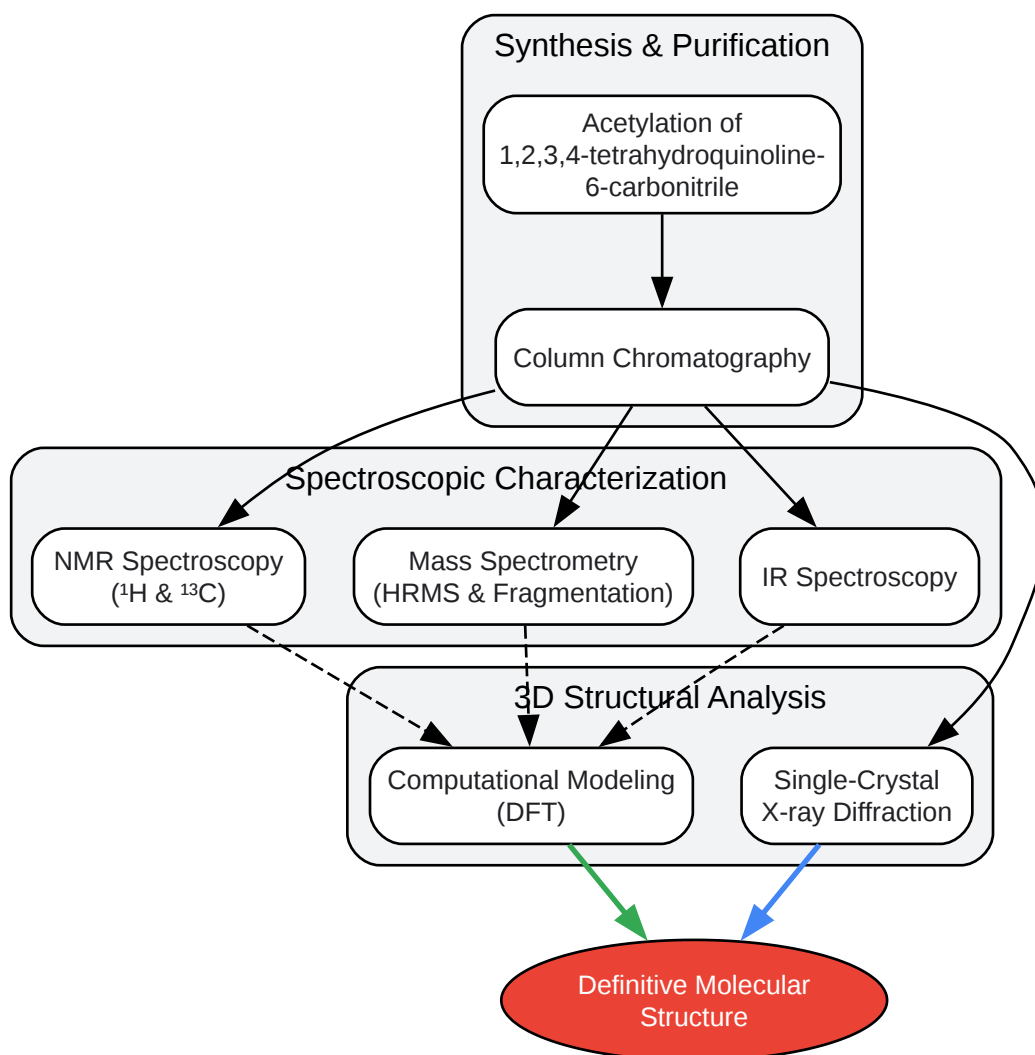 Synthesis & Purification
Acetylation of
1,2,3,4-tetrahydroquinoline-
6-carbonitrile
Column Chromatography
Spectroscopic Characterization
NMR Spectroscopy
(¹H & ¹³C)
Mass Spectrometry
(HRMS & Fragmentation)
IR Spectroscopy
3D Structural Analysis
Computational Modeling
(DFT)
Single-Crystal
X-ray Diffraction
Definitive Molecular
Structure